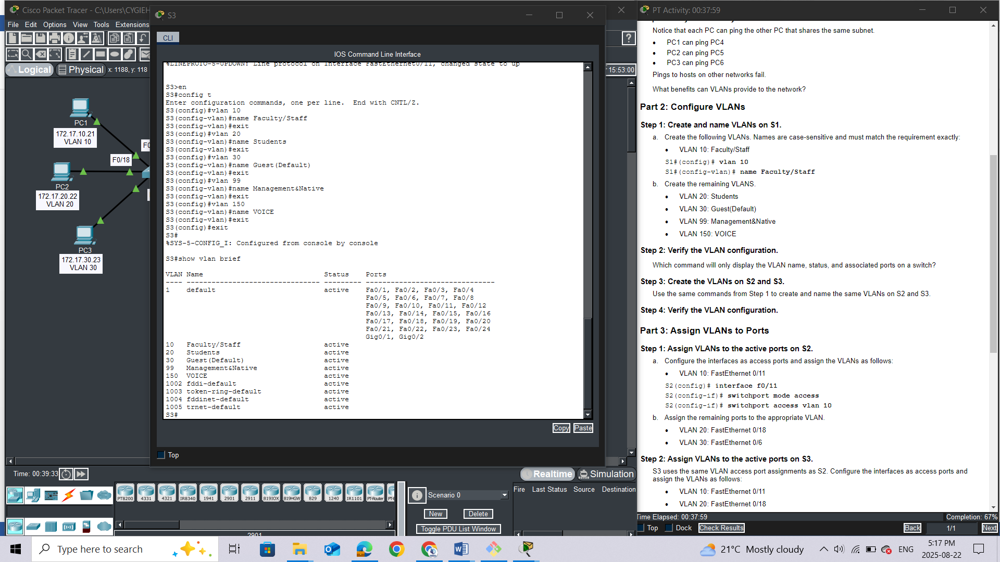 Cisco Packet Tracer - C:\Users\CYGIEH
File Edit Options View Tools Extensions
Logical Physical x: 1188, y: 118
15:53:00
?
PC1
172.17.10.21
VLAN 10
F0/18
PC2
172.17.20.22
VLAN 20
PC3
172.17.30.23
VLAN 30
S3
CLI
IOS Command Line Interface
%LINEPROTO-5-UPDOWN: Line protocol on Interface FastEthernet0/11, changed state to up
S3>en
S3#config t
Enter configuration commands, one per line.  End with CNTL/Z.
S3(config)#vlan 10
S3(config-vlan)#name Faculty/Staff
S3(config-vlan)#exit
S3(config)#vlan 20
S3(config-vlan)#name Students
S3(config-vlan)#exit
S3(config)#vlan 30
S3(config-vlan)#name Guest(Default)
S3(config-vlan)#exit
S3(config)#vlan 99
S3(config-vlan)#name Management&Native
S3(config-vlan)#exit
S3(config)#vlan 150
S3(config-vlan)#name VOICE
S3(config-vlan)#exit
S3(config)#exit
S3#
%SYS-5-CONFIG_I: Configured from console by console
S3#show vlan brief
VLAN Name Status Ports
---- -------------------------------- --------- -------------------------------
1 default active Fa0/1, Fa0/2, Fa0/3, Fa0/4
Fa0/5, Fa0/6, Fa0/7, Fa0/8
Fa0/9, Fa0/10, Fa0/11, Fa0/12
Fa0/13, Fa0/14, Fa0/15, Fa0/16
Fa0/17, Fa0/18, Fa0/19, Fa0/20
Fa0/21, Fa0/22, Fa0/23, Fa0/24
Gig0/1, Gig0/2
10 Faculty/Staff active
20 Students active
30 Guest(Default) active
99 Management&Native active
150 VOICE active
1002 fddi-default active
1003 token-ring-default active
1004 fddinet-default active
1005 trnet-default active
S3#
Copy Paste
Top
Time: 00:39:33
Realtime Simulation
PT8200 4331 4321 IR8340 1941 2901 2911 819IOX 819HGW 829 1240 IR1101 PT-Router
2901
Scenario 0
New Delete
Toggle PDU List Window
Fire Last Status Source Destination
PT Activity: 00:37:59
Notice that each PC can ping the other PC that shares the same subnet.
• PC1 can ping PC4
• PC2 can ping PC5
• PC3 can ping PC6
Pings to hosts on other networks fail.
What benefits can VLANs provide to the network?
Part 2: Configure VLANs
Step 1: Create and name VLANs on S1.
a. Create the following VLANs. Names are case-sensitive and must match the requirement exactly:
• VLAN 10: Faculty/Staff
S1#(config)# vlan 10
S1#(config-vlan)# name Faculty/Staff
b. Create the remaining VLANS.
• VLAN 20: Students
• VLAN 30: Guest(Default)
• VLAN 99: Management&Native
• VLAN 150: VOICE
Step 2: Verify the VLAN configuration.
Which command will only display the VLAN name, status, and associated ports on a switch?
Step 3: Create the VLANs on S2 and S3.
Use the same commands from Step 1 to create and name the same VLANs on S2 and S3.
Step 4: Verify the VLAN configuration.
Part 3: Assign VLANs to Ports
Step 1: Assign VLANs to the active ports on S2.
a. Configure the interfaces as access ports and assign the VLANs as follows:
• VLAN 10: FastEthernet 0/11
S2(config)# interface f0/11
S2(config-if)# switchport mode access
S2(config-if)# switchport access vlan 10
b. Assign the remaining ports to the appropriate VLAN.
• VLAN 20: FastEthernet 0/18
• VLAN 30: FastEthernet 0/6
Step 2: Assign VLANs to the active ports on S3.
S3 uses the same VLAN access port assignments as S2. Configure the interfaces as access ports and
assign the VLANs as follows:
• VLAN 10: FastEthernet 0/11
• VLAN 20: FastEthernet 0/18
Time Elapsed: 00:37:59 Completion: 67%
Top Dock Check Results Back 1/1 Next
Type here to search
21°C Mostly cloudy
ENG
5:17 PM
2025-08-22